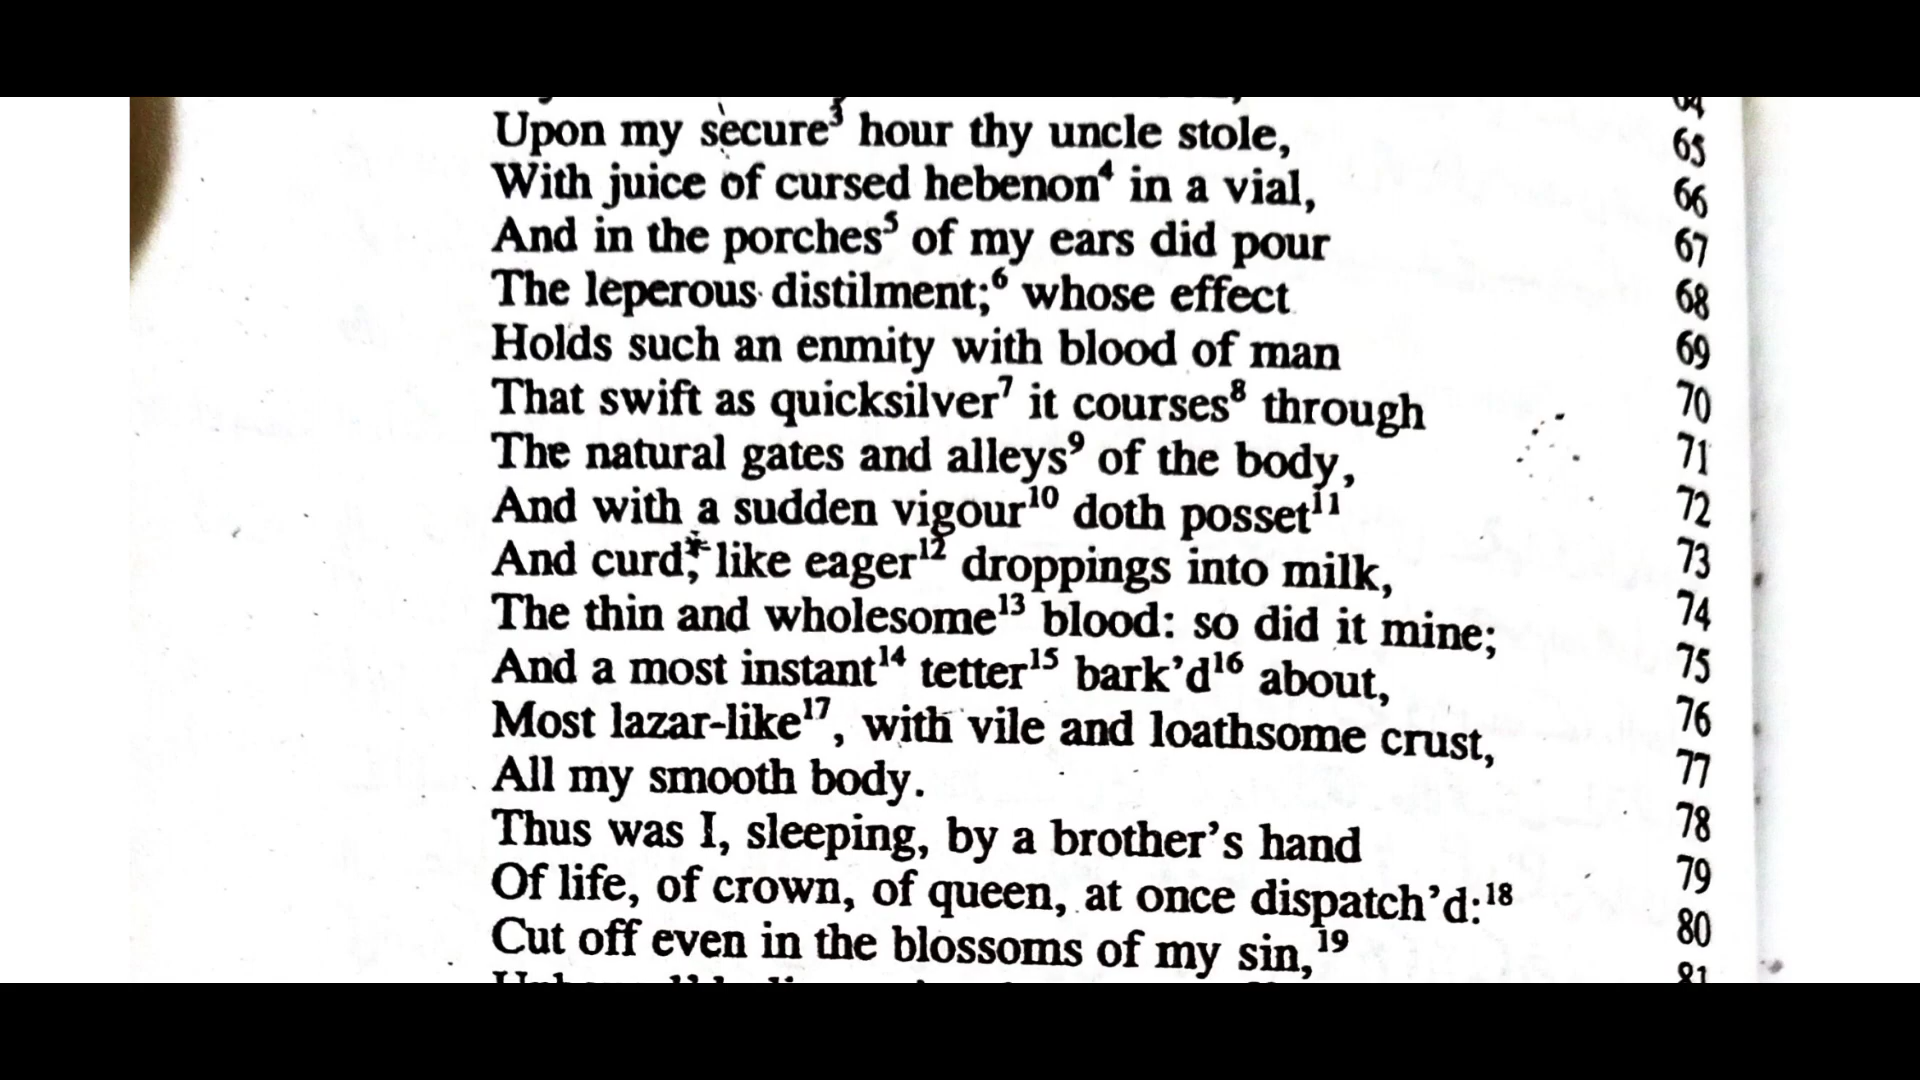 Upon my secure³ hour thy uncle stole, 65
With juice of cursed hebenon⁴ in a vial, 66
And in the porches⁵ of my ears did pour 67
The leperous distilment;⁶ whose effect 68
Holds such an enmity with blood of man 69
That swift as quicksilver⁷ it courses⁸ through 70
The natural gates and alleys⁹ of the body, 71
And with a sudden vigour¹⁰ doth posset¹¹ 72
And curd,* like eager¹² droppings into milk, 73
The thin and wholesome¹³ blood: so did it mine; 74
And a most instant¹⁴ tetter¹⁵ bark’d¹⁶ about, 75
Most lazar-like¹⁷, with vile and loathsome crust, 76
All my smooth body. 77
Thus was I, sleeping, by a brother’s hand 78
Of life, of crown, of queen, at once dispatch’d:¹⁸ 79
Cut off even in the blossoms of my sin,¹⁹ 80
81